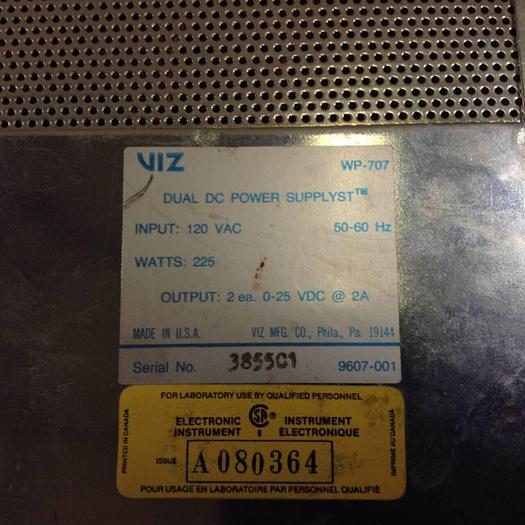 VIZ WP-707
DUAL DC POWER SUPPLYST™
INPUT: 120 VAC 50-60 Hz
WATTS: 225
OUTPUT: 2 ea. 0-25 VDC @ 2A
MADE IN U.S.A. VIZ MFG. CO., Phila., Pa. 19144
Serial No. 385501 9607-001
FOR LABORATORY USE BY QUALIFIED PERSONNEL
ELECTRONIC SA® INSTRUMENT
INSTRUMENT ÉLECTRONIQUE
ISSUE A 080364
POUR USAGE EN LABORATOIRE PAR PERSONNEL QUALIFIÉ
PRINTED IN CANADA
IMPRIMÉ AU CANADA